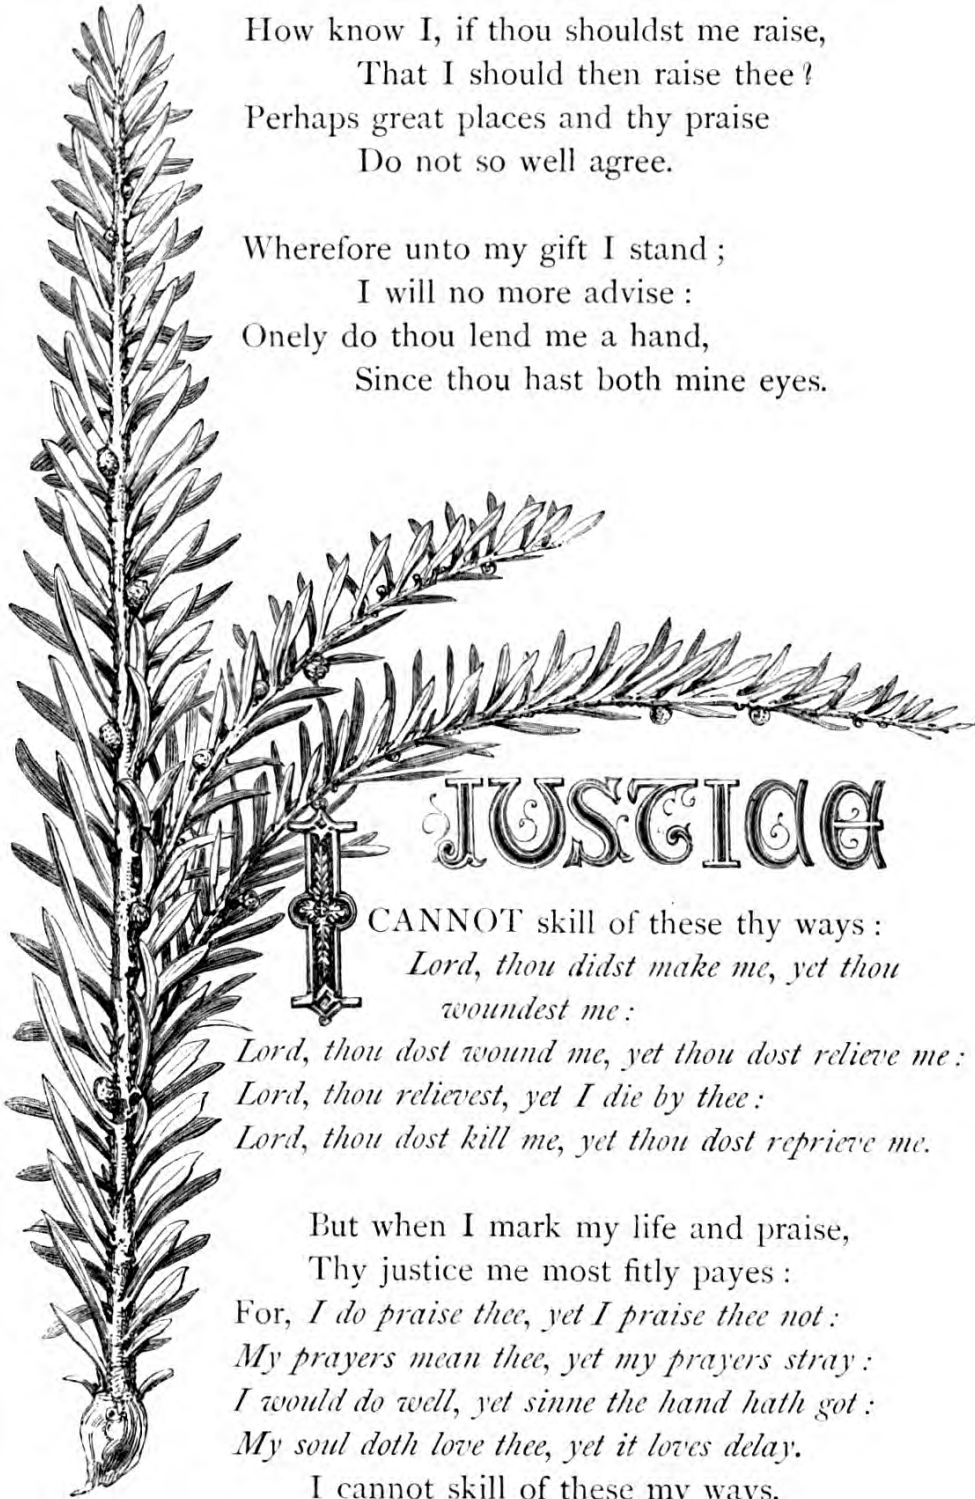 How know I, if thou shouldst me raise,
That I should then raise thee?
Perhaps great places and thy praise
Do not so well agree.
Wherefore unto my gift I stand ;
I will no more advise :
Onely do thou lend me a hand,
Since thou hast both mine eyes.
JUSTICE
I CANNOT skill of these thy ways :
Lord, thou didst make me, yet thou
woundest me :
Lord, thou dost wound me, yet thou dost relieve me :
Lord, thou relievest, yet I die by thee :
Lord, thou dost kill me, yet thou dost reprieve me.
But when I mark my life and praise,
Thy justice me most fitly payes :
For, I do praise thee, yet I praise thee not :
My prayers mean thee, yet my prayers stray :
I would do well, yet sinne the hand hath got :
My soul doth love thee, yet it loves delay.
I cannot skill of these my ways.